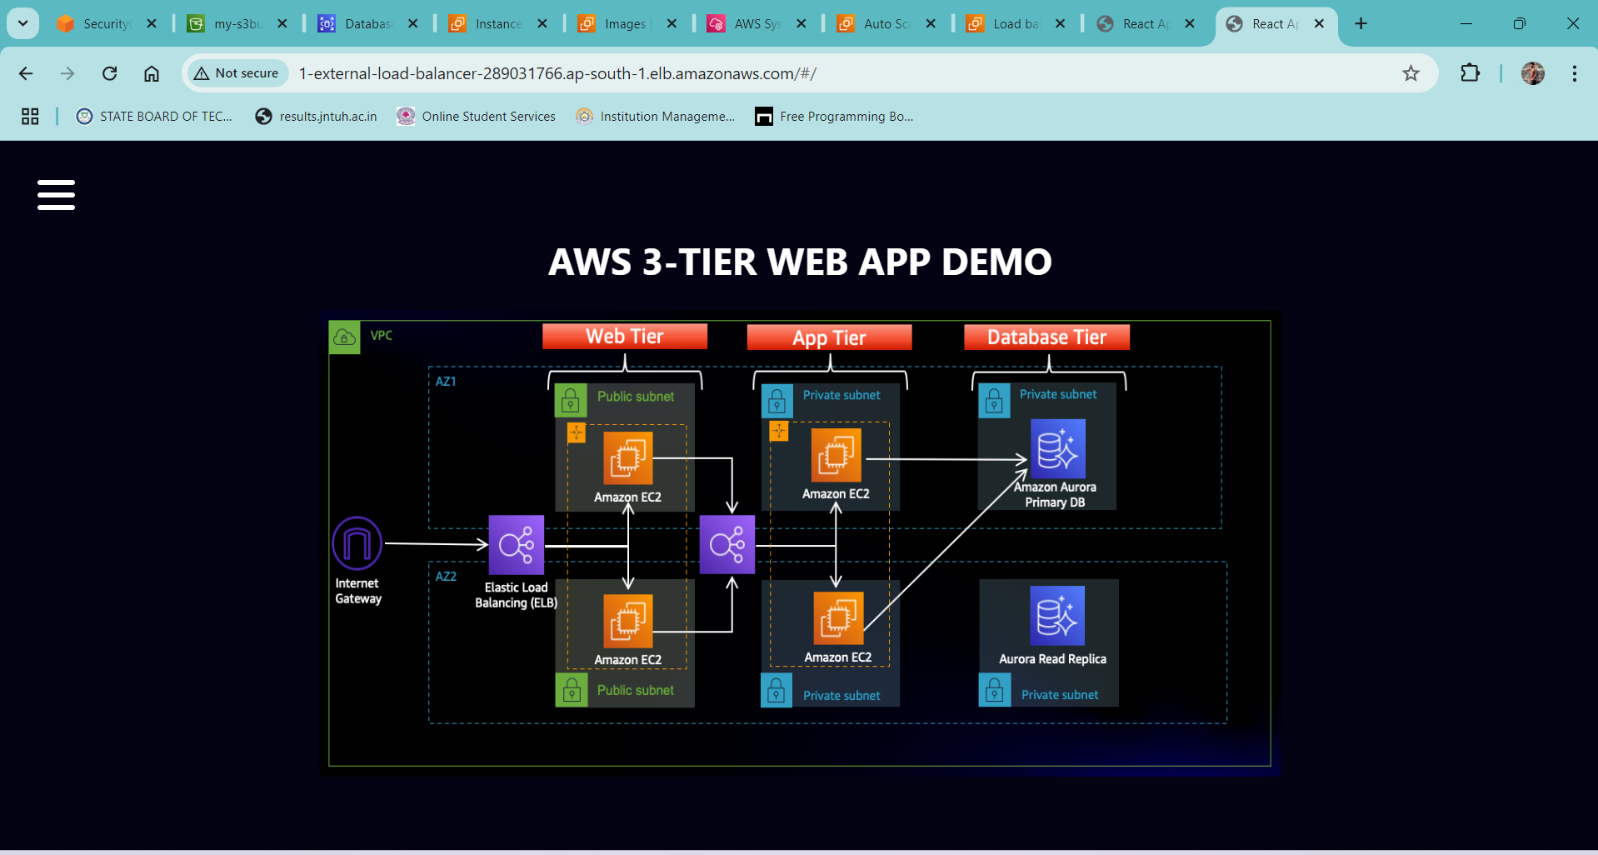 Security
my-s3bu
Databas
Instance
Images
AWS Sys
Auto Sc
Load ba
React Ap
React Ap
Not secure
1-external-load-balancer-289031766.ap-south-1.elb.amazonaws.com/#/
STATE BOARD OF TEC...
results.jntuh.ac.in
Online Student Services
Institution Manageme...
Free Programming Bo...
AWS 3-TIER WEB APP DEMO
VPC
Web Tier
App Tier
Database Tier
AZ1
Public subnet
Private subnet
Private subnet
Amazon EC2
Amazon EC2
Amazon Aurora
Primary DB
Internet
Gateway
Elastic Load
Balancing (ELB)
AZ2
Amazon EC2
Amazon EC2
Aurora Read Replica
Public subnet
Private subnet
Private subnet